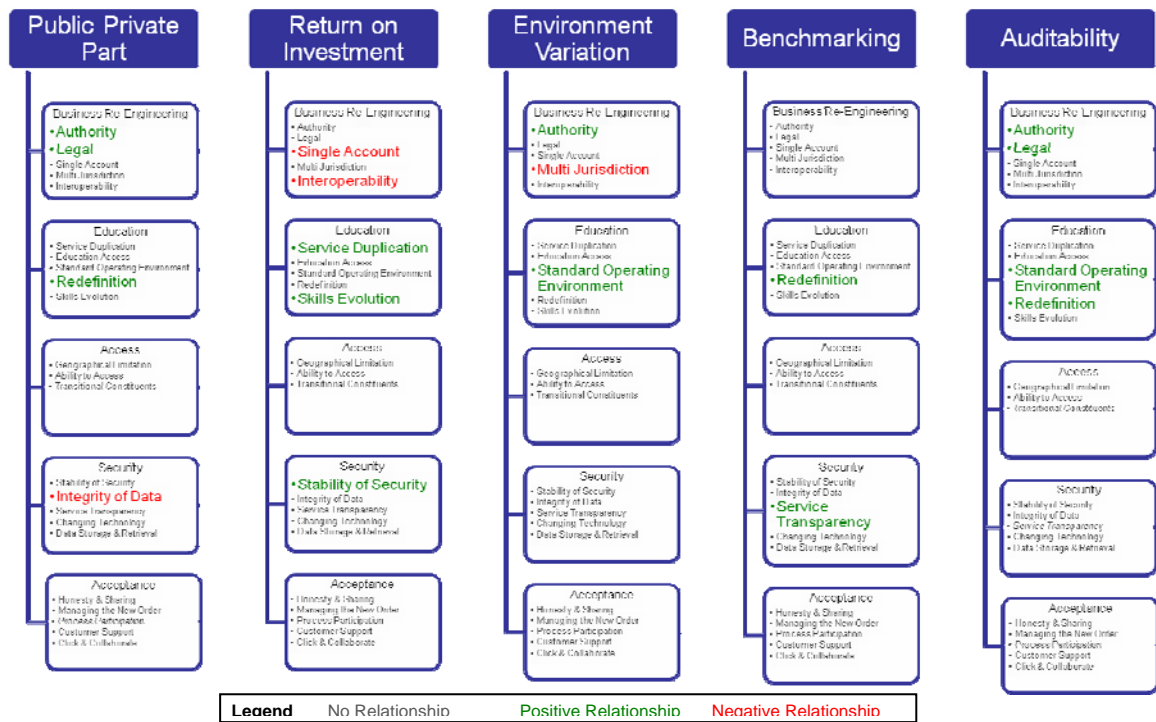 Public Private
Part
Business Re Engineering
• Authority
• Legal
- Single Account
• Multi Jurisdiction
• Interoperability
Education
• Service Duplication
- Education Access
• Standard Operating Environment
• Redefinition
- Skills Evolution
Access
• Geographical Limitation
• Ability to Access
- Transitional Constituents
Security
- Stability of Security
• Integrity of Data
• Service Transparency
• Changing Technology
• Data Storage & Retrieval
Acceptance
• Honesty & Sharing
- Managing the New Order
• Process Participation
- Customer Support
• Click & Collaborate
Return on
Investment
Business Re Engineering
• Authority
- Legal
• Single Account
• Multi Jurisdiction
• Interoperability
Education
• Service Duplication
• Education Access
• Standard Operating Environment
• Redefinition
• Skills Evolution
Access
• Geographical Limitation
• Ability to Access
• Transitional Constituents
Security
• Stability of Security
• Integrity of Data
• Service Transparency
• Changing Technology
- Data Storage & Retrieval
Acceptance
- Honesty & Sharing
• Managing the New Order
• Process Participation
- Customer Support
• Click & Collaborate
Environment
Variation
Business Re Engineering
• Authority
• Legal
• Single Account
• Multi Jurisdiction
• Interoperability
Education
- Service Duplication
• Education Access
• Standard Operating
Environment
• Redefinition
- Skills Evolution
Access
- Geographical Limitation
• Ability to Access
• Transitional Constituents
Security
- Stability of Security
• Integrity of Data
• Service Transparency
• Changing Technology
• Data Storage & Retrieval
Acceptance
• Honesty & Sharing
• Managing the New Order
- Process Participation
• Customer Support
• Click & Collaborate
Benchmarking
Business Re-Engineering
• Authority
• Legal
• Single Account
• Multi Jurisdiction
- Interoperability
Education
• Service Duplication
• Education Access
• Standard Operating Environment
• Redefinition
• Skills Evolution
Access
• Geographical Limitation
• Ability to Access
• Transitional Constituents
Security
• Stability of Security
• Integrity of Data
• Service
Transparency
• Changing Technology
• Data Storage & Retrieval
Acceptance
• Honesty & Sharing
• Managing the New Order
• Process Participation
• Customer Support
• Click & Collaborate
Auditability
Business Re Engineering
• Authority
• Legal
- Single Account
• Multi Jurisdiction
• Interoperability
Education
- Service Duplication
• Education Access
• Standard Operating
Environment
• Redefinition
• Skills Evolution
Access
• Geographical Limitation
• Ability to Access
• Transitional Constituents
Security
• Stability of Security
• Integrity of Data
- Service Transparency
• Changing Technology
• Data Storage & Retrieval
Acceptance
- Honesty & Sharing
• Managing the New Order
• Process Participation
- Customer Support
• Click & Collaborate
Legend No Relationship Positive Relationship Negative Relationship